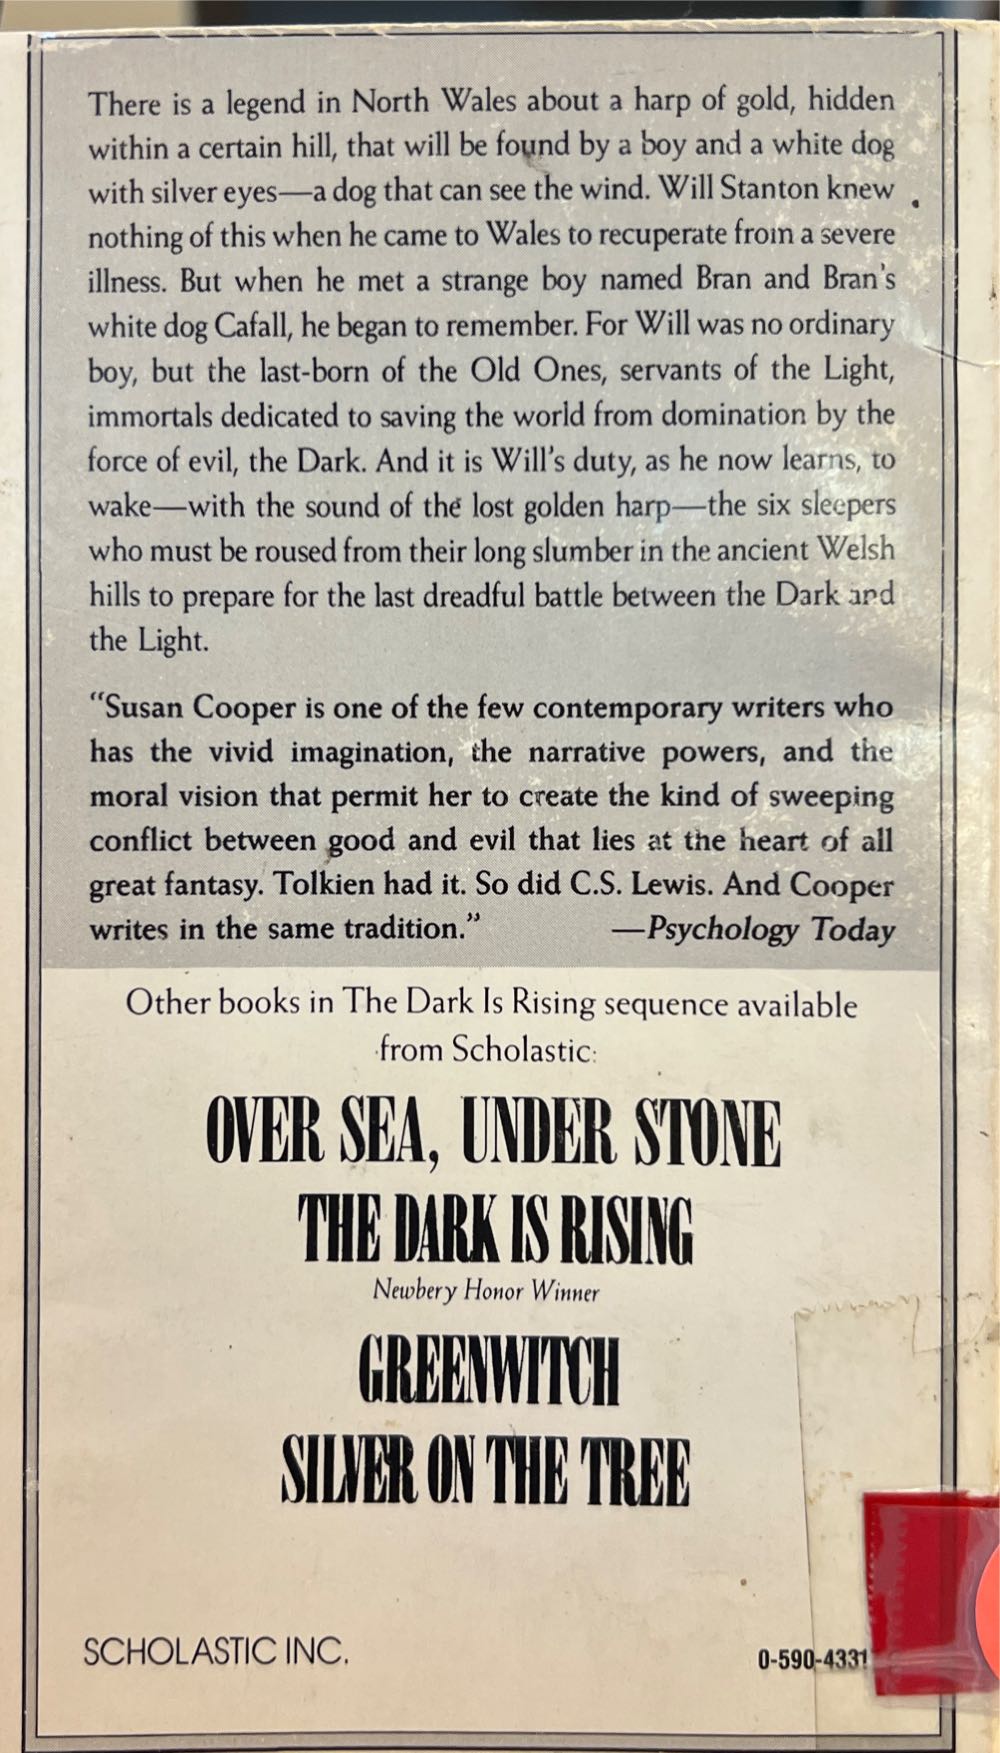 There is a legend in North Wales about a harp of gold, hidden
within a certain hill, that will be found by a boy and a white dog
with silver eyes—a dog that can see the wind. Will Stanton knew
nothing of this when he came to Wales to recuperate from a severe
illness. But when he met a strange boy named Bran and Bran's
white dog Cafall, he began to remember. For Will was no ordinary
boy, but the last-born of the Old Ones, servants of the Light,
immortals dedicated to saving the world from domination by the
force of evil, the Dark. And it is Will's duty, as he now learns, to
wake—with the sound of the lost golden harp—the six sleepers
who must be roused from their long slumber in the ancient Welsh
hills to prepare for the last dreadful battle between the Dark and
the Light.
“Susan Cooper is one of the few contemporary writers who
has the vivid imagination, the narrative powers, and the
moral vision that permit her to create the kind of sweeping
conflict between good and evil that lies at the heart of all
great fantasy. Tolkien had it. So did C.S. Lewis. And Cooper
writes in the same tradition.” —Psychology Today
Other books in The Dark Is Rising sequence available
from Scholastic:
OVER SEA, UNDER STONE
THE DARK IS RISING
Newbery Honor Winner
GREENWITCH
SILVER ON THE TREE
SCHOLASTIC INC. 0-590-4331